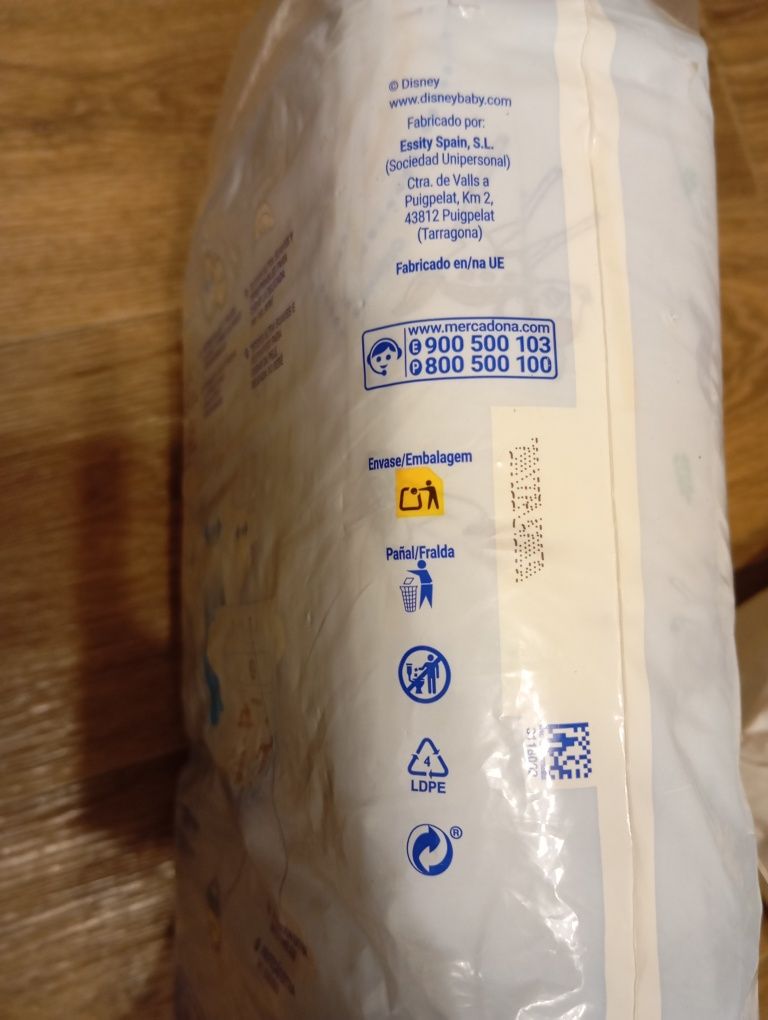 © Disney
www.disneybaby.com
Fabricado por:
Essity Spain, S.L.
(Sociedad Unipersonal)
Ctra. de Valls a
Puigpelat, Km 2,
43812 Puigpelat
(Tarragona)
Fabricado en/na UE
www.mercadona.com
E 900 500 103
P 800 500 100
Envase/Embalagem
Pañal/Fralda
4
LDPE
®